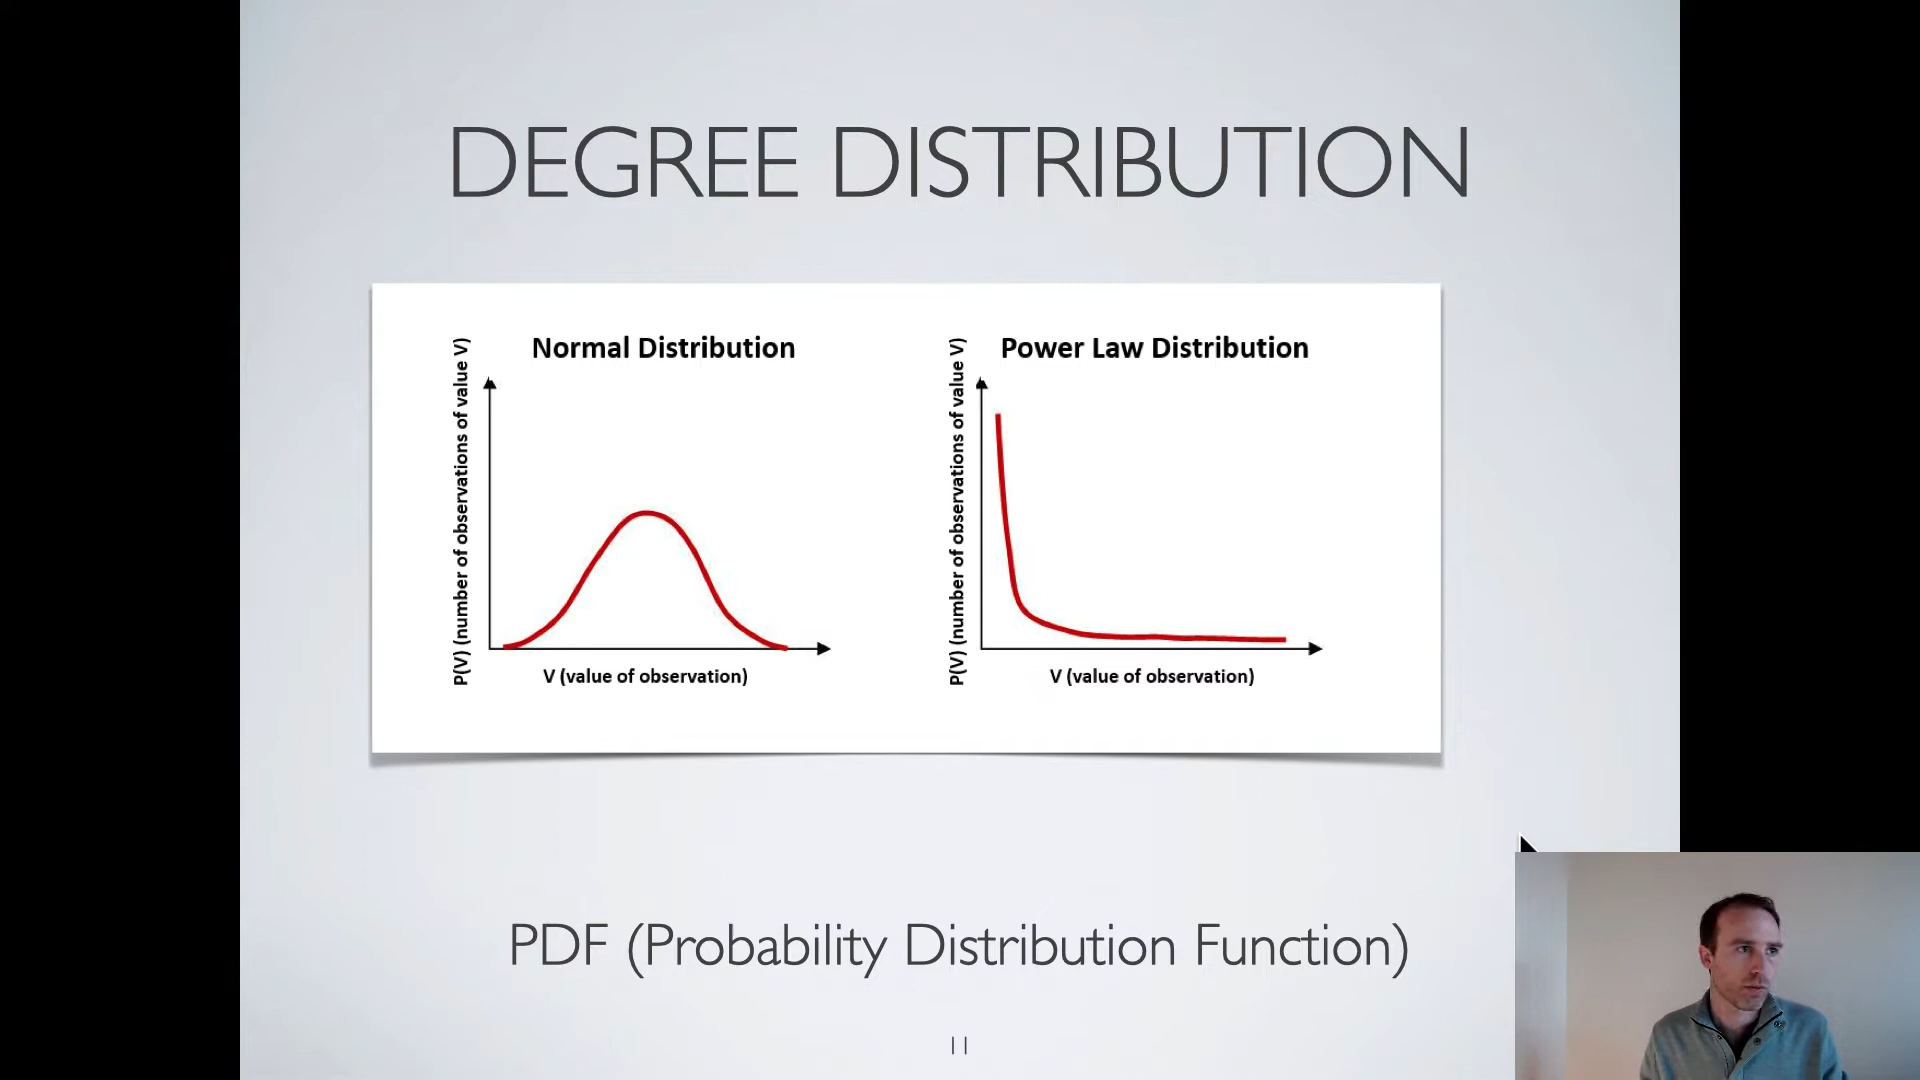 DEGREE DISTRIBUTION
Normal Distribution
P(V) (number of observations of value V)
V (value of observation)
Power Law Distribution
P(V) (number of observations of value V)
V (value of observation)
PDF (Probability Distribution Function)
11